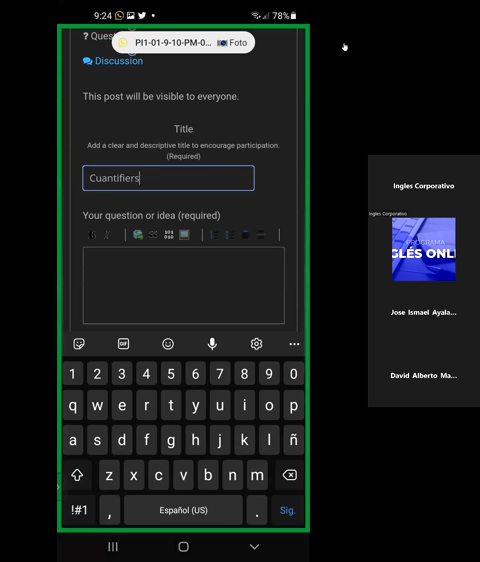 9:24
78%
? Ques
PI1-01-9-10-PM-0... Foto
Discussion
This post will be visible to everyone.
Title
Add a clear and descriptive title to encourage participation.
(Required)
Cuantifiers
Your question or idea (required)
GIF
1 2 3 4 5 6 7 8 9 0
q w e r t y u i o p
a s d f g h j k l ñ
z x c v b n m
!#1 , Español (US) . Sig.
Ingles Corporativo
Ingles Corporativo
PROGRAMA
GLÉS ONLI
Jose Ismael Ayala...
David Alberto Ma...